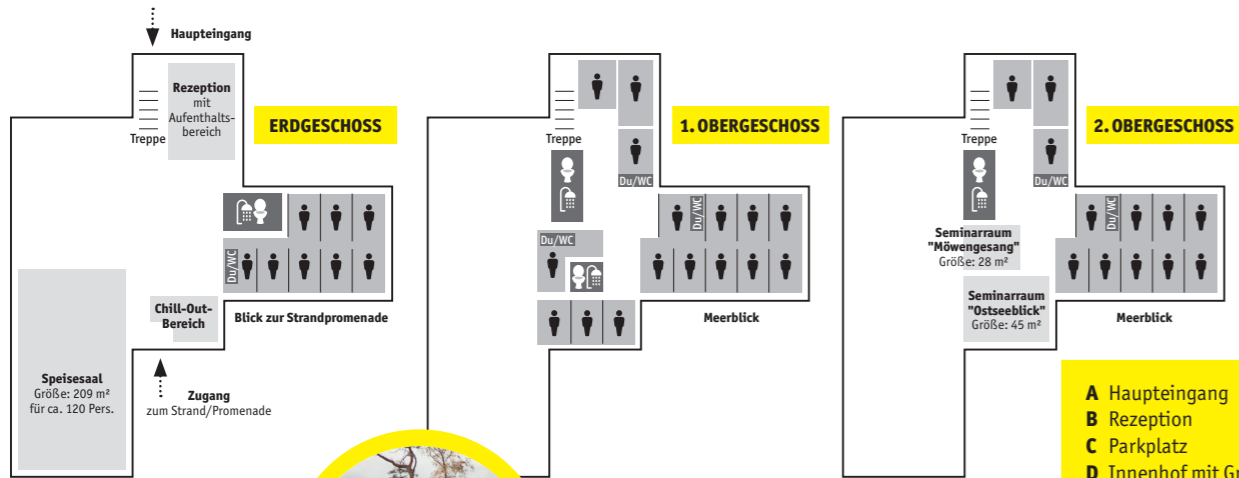 Haupteingang
Rezeption
mit
Aufenthalts-
bereich
Treppe
ERDGESCHOSS
Du/WC
Chill-Out-
Bereich
Blick zur Strandpromenade
Speisesaal
Größe: 209 m²
für ca. 120 Pers.
Zugang
zum Strand/Promenade
Treppe
1. OBERGESCHOSS
Du/WC
Du/WC
Du/WC
Meerblick
Treppe
2. OBERGESCHOSS
Du/WC
Du/WC
Seminarraum
"Möwengesang"
Größe: 28 m²
Seminarraum
"Ostseeblick"
Größe: 45 m²
Meerblick
A Haupteingang
B Rezeption
C Parkplatz
D Innenhof mit